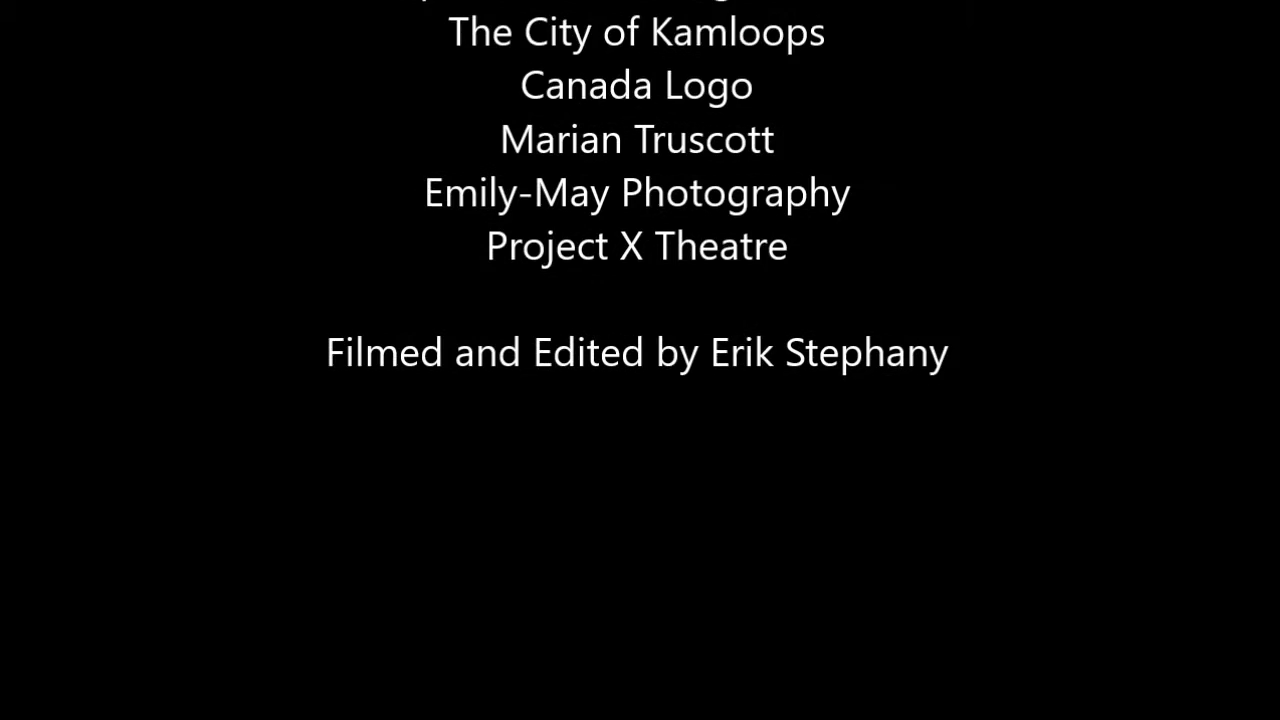 The City of Kamloops
Canada Logo
Marian Truscott
Emily-May Photography
Project X Theatre
Filmed and Edited by Erik Stephany